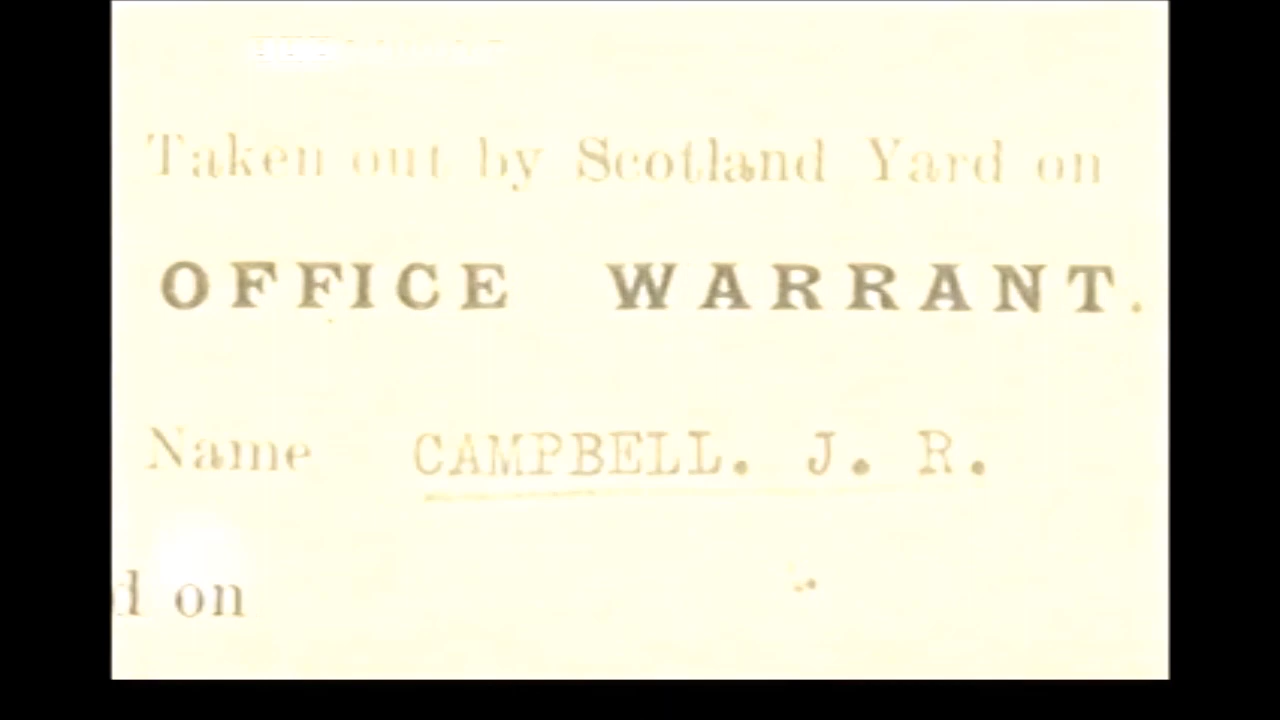 Taken out by Scotland Yard on
OFFICE WARRANT.
Name CAMPBELL. J. R.
d on